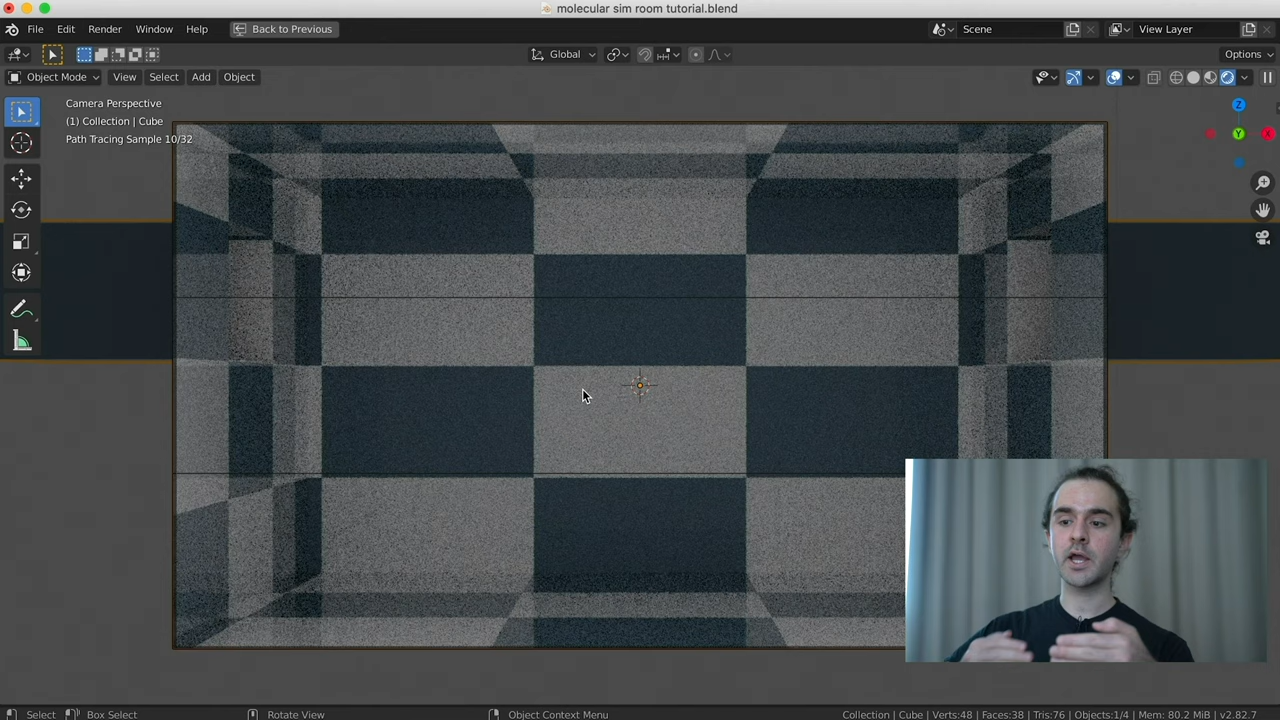 molecular sim room tutorial.blend
File Edit Render Window Help Back to Previous Scene View Layer
Global Options
Object Mode View Select Add Object
Camera Perspective
(1) Collection | Cube
Path Tracing Sample 10/32
Z
Y
X
Select Box Select Rotate View Object Context Menu Collection | Cube | Verts:48 | Faces:38 | Tris:76 | Objects:1/4 | Mem: 80.2 MiB | v2.82.7